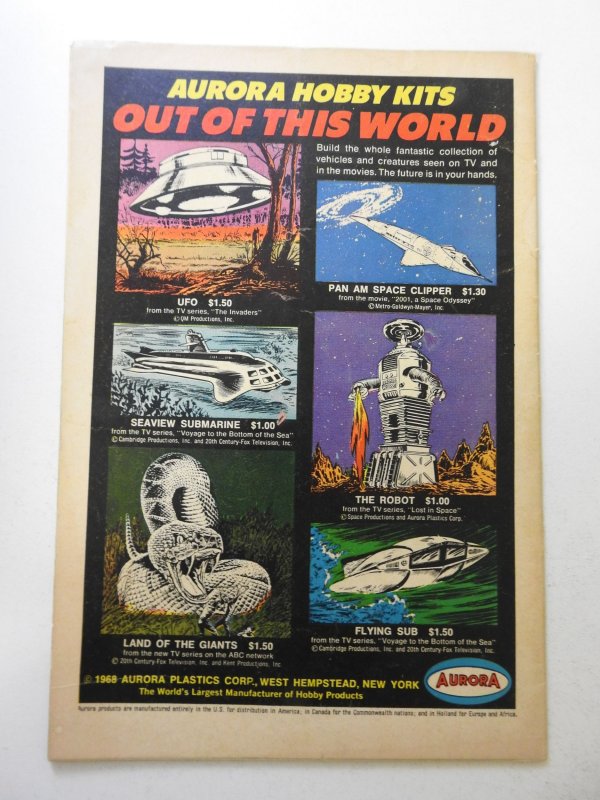 AURORA HOBBY KITS
OUT OF THIS WORLD
Build the whole fantastic collection of
vehicles and creatures seen on TV and
in the movies. The future is in your hands.
UFO $1.50
from the TV series, "The Invaders"
© QM Productions, Inc.
PAN AM SPACE CLIPPER $1.30
from the movie, "2001, a Space Odyssey"
© Metro-Goldwyn-Mayer, Inc.
SEAVIEW SUBMARINE $1.00
from the TV series, "Voyage to the Bottom of the Sea"
© Cambridge Productions, Inc. and 20th Century-Fox Television, Inc.
THE ROBOT $1.00
from the TV series, "Lost in Space"
© Space Productions and Aurora Plastics Corp.
LAND OF THE GIANTS $1.50
from the new TV series on the ABC network
© 20th Century-Fox Television, Inc. and Kent Productions, Inc.
FLYING SUB $1.50
from the TV series, "Voyage to the Bottom of the Sea"
© Cambridge Productions, Inc. and 20th Century-Fox Television, Inc.
© 1968 AURORA PLASTICS CORP., WEST HEMPSTEAD, NEW YORK
The World's Largest Manufacturer of Hobby Products
AURORA
Aurora products are manufactured entirely in the U.S. for distribution in America; in Canada for the Commonwealth nations; and in Holland for Europe and Africa.